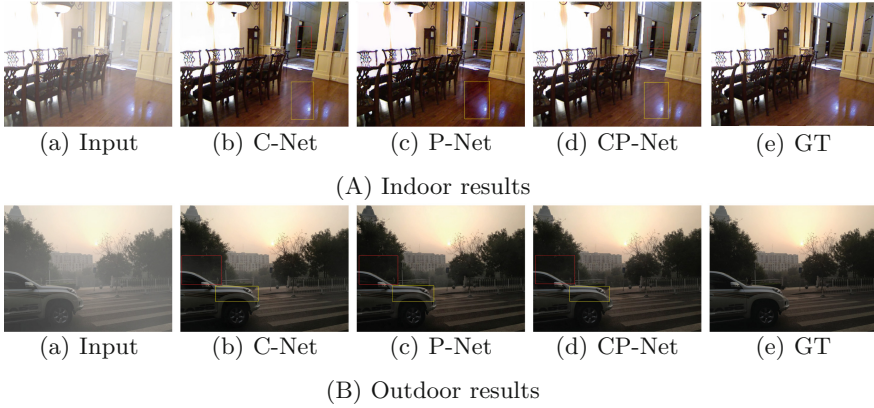 (a) Input (b) C-Net (c) P-Net (d) CP-Net (e) GT
(A) Indoor results
(a) Input (b) C-Net (c) P-Net (d) CP-Net (e) GT
(B) Outdoor results